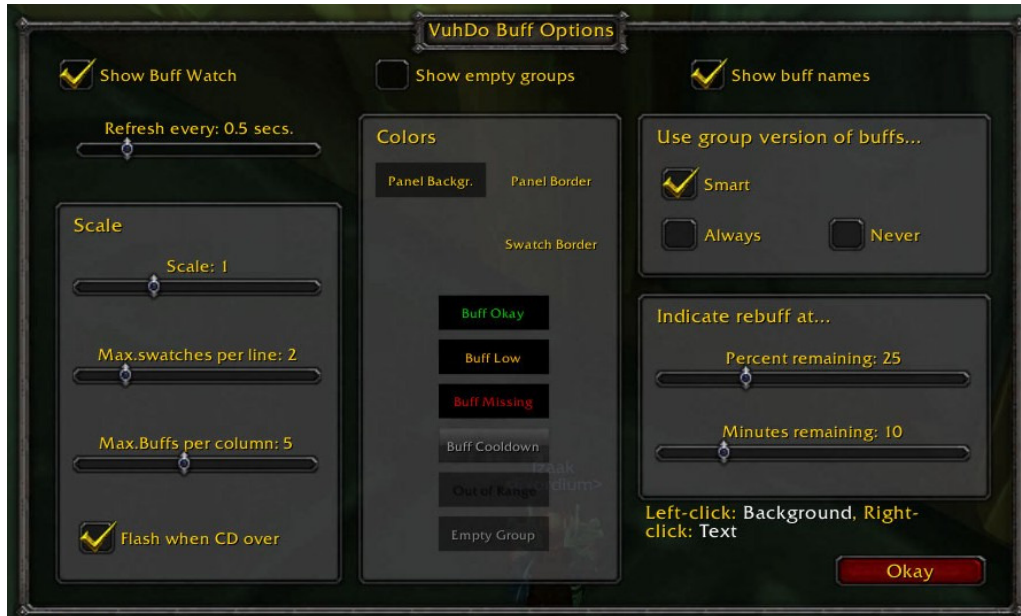 VuhDo Buff Options
Show Buff Watch
Show empty groups
Show buff names
Refresh every: 0.5 secs.
Scale
Scale: 1
Max.swatches per line: 2
Max.Buffs per column: 5
Flash when CD over
Colors
Panel Backgr.
Panel Border
Swatch Border
Buff Okay
Buff Low
Buff Missing
Buff Cooldown
Out of Range
Empty Group
Use group version of buffs...
Smart
Always
Never
Indicate rebuff at...
Percent remaining: 25
Minutes remaining: 10
Left-click: Background, Right-
click: Text
Okay